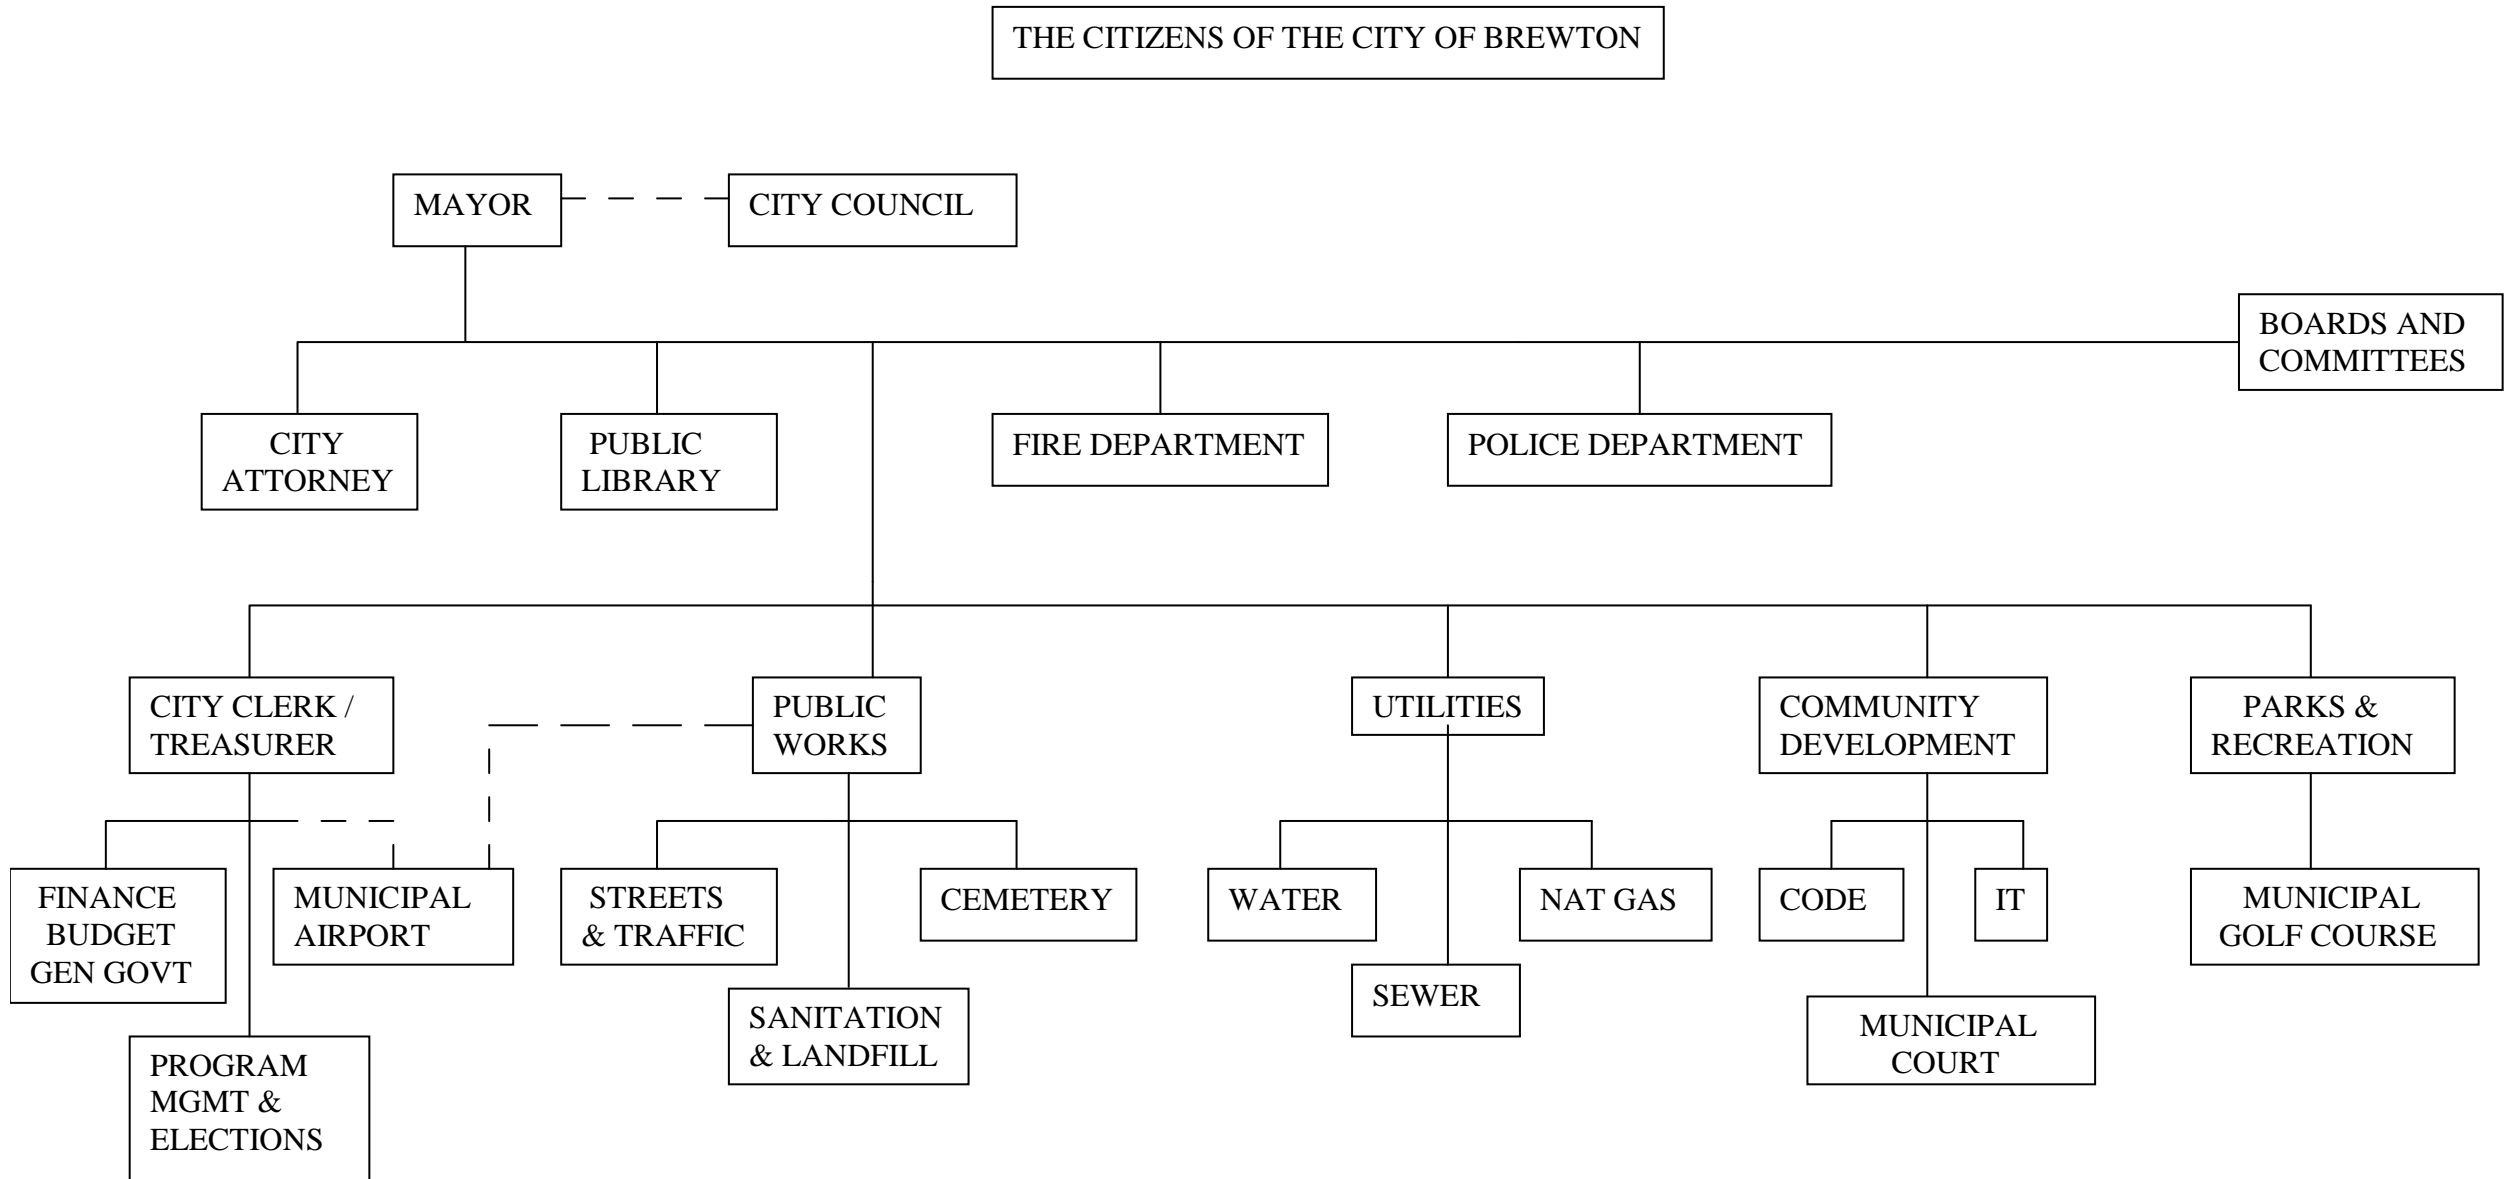 THE CITIZENS OF THE CITY OF BREWTON
MAYOR
CITY COUNCIL
BOARDS AND
COMMITTEES
CITY
ATTORNEY
PUBLIC
LIBRARY
FIRE DEPARTMENT
POLICE DEPARTMENT
CITY CLERK /
TREASURER
PUBLIC
WORKS
UTILITIES
COMMUNITY
DEVELOPMENT
PARKS &
RECREATION
FINANCE
BUDGET
GEN GOVT
MUNICIPAL
AIRPORT
STREETS
& TRAFFIC
CEMETERY
WATER
NAT GAS
CODE
IT
MUNICIPAL
GOLF COURSE
PROGRAM
MGMT &
ELECTIONS
SANITATION
& LANDFILL
SEWER
MUNICIPAL
COURT